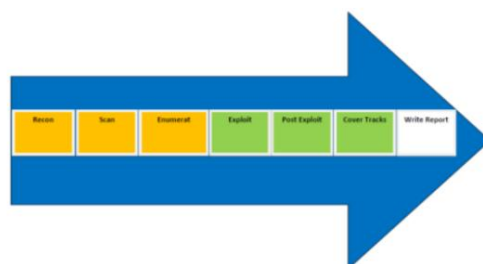 Recon
Scan
Enumerat
Exploit
Post Exploit
Cover Tracks
Write Report